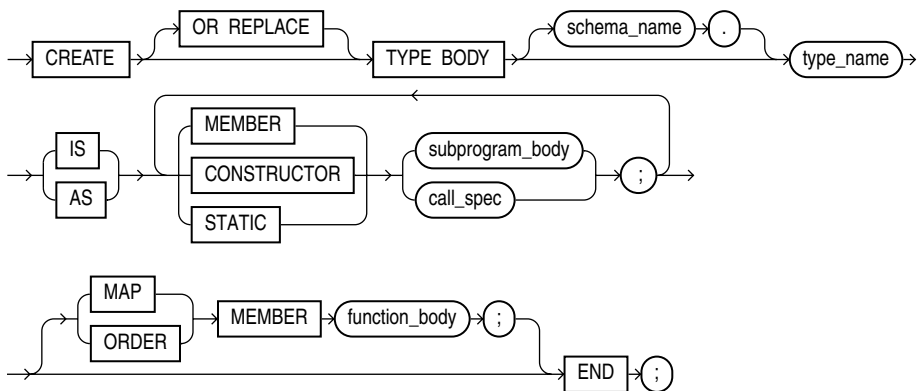 OR REPLACE
schema_name .
CREATE TYPE BODY type_name
IS
AS
MEMBER
CONSTRUCTOR
STATIC
subprogram_body
call_spec
;
MAP
ORDER
MEMBER function_body ;
END ;